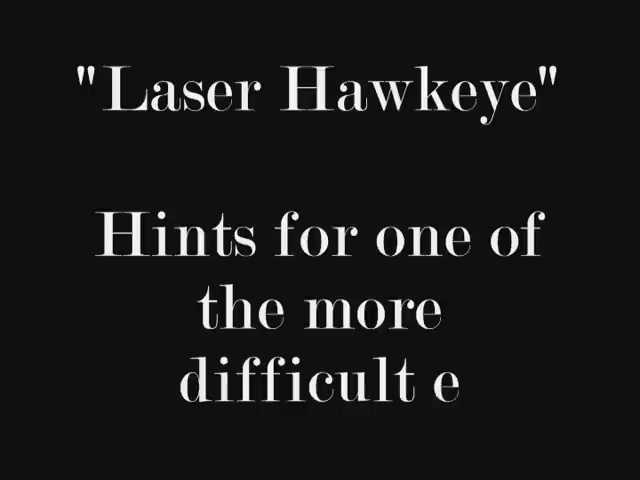 "Laser Hawkeye"
Hints for one of
the more
difficult e